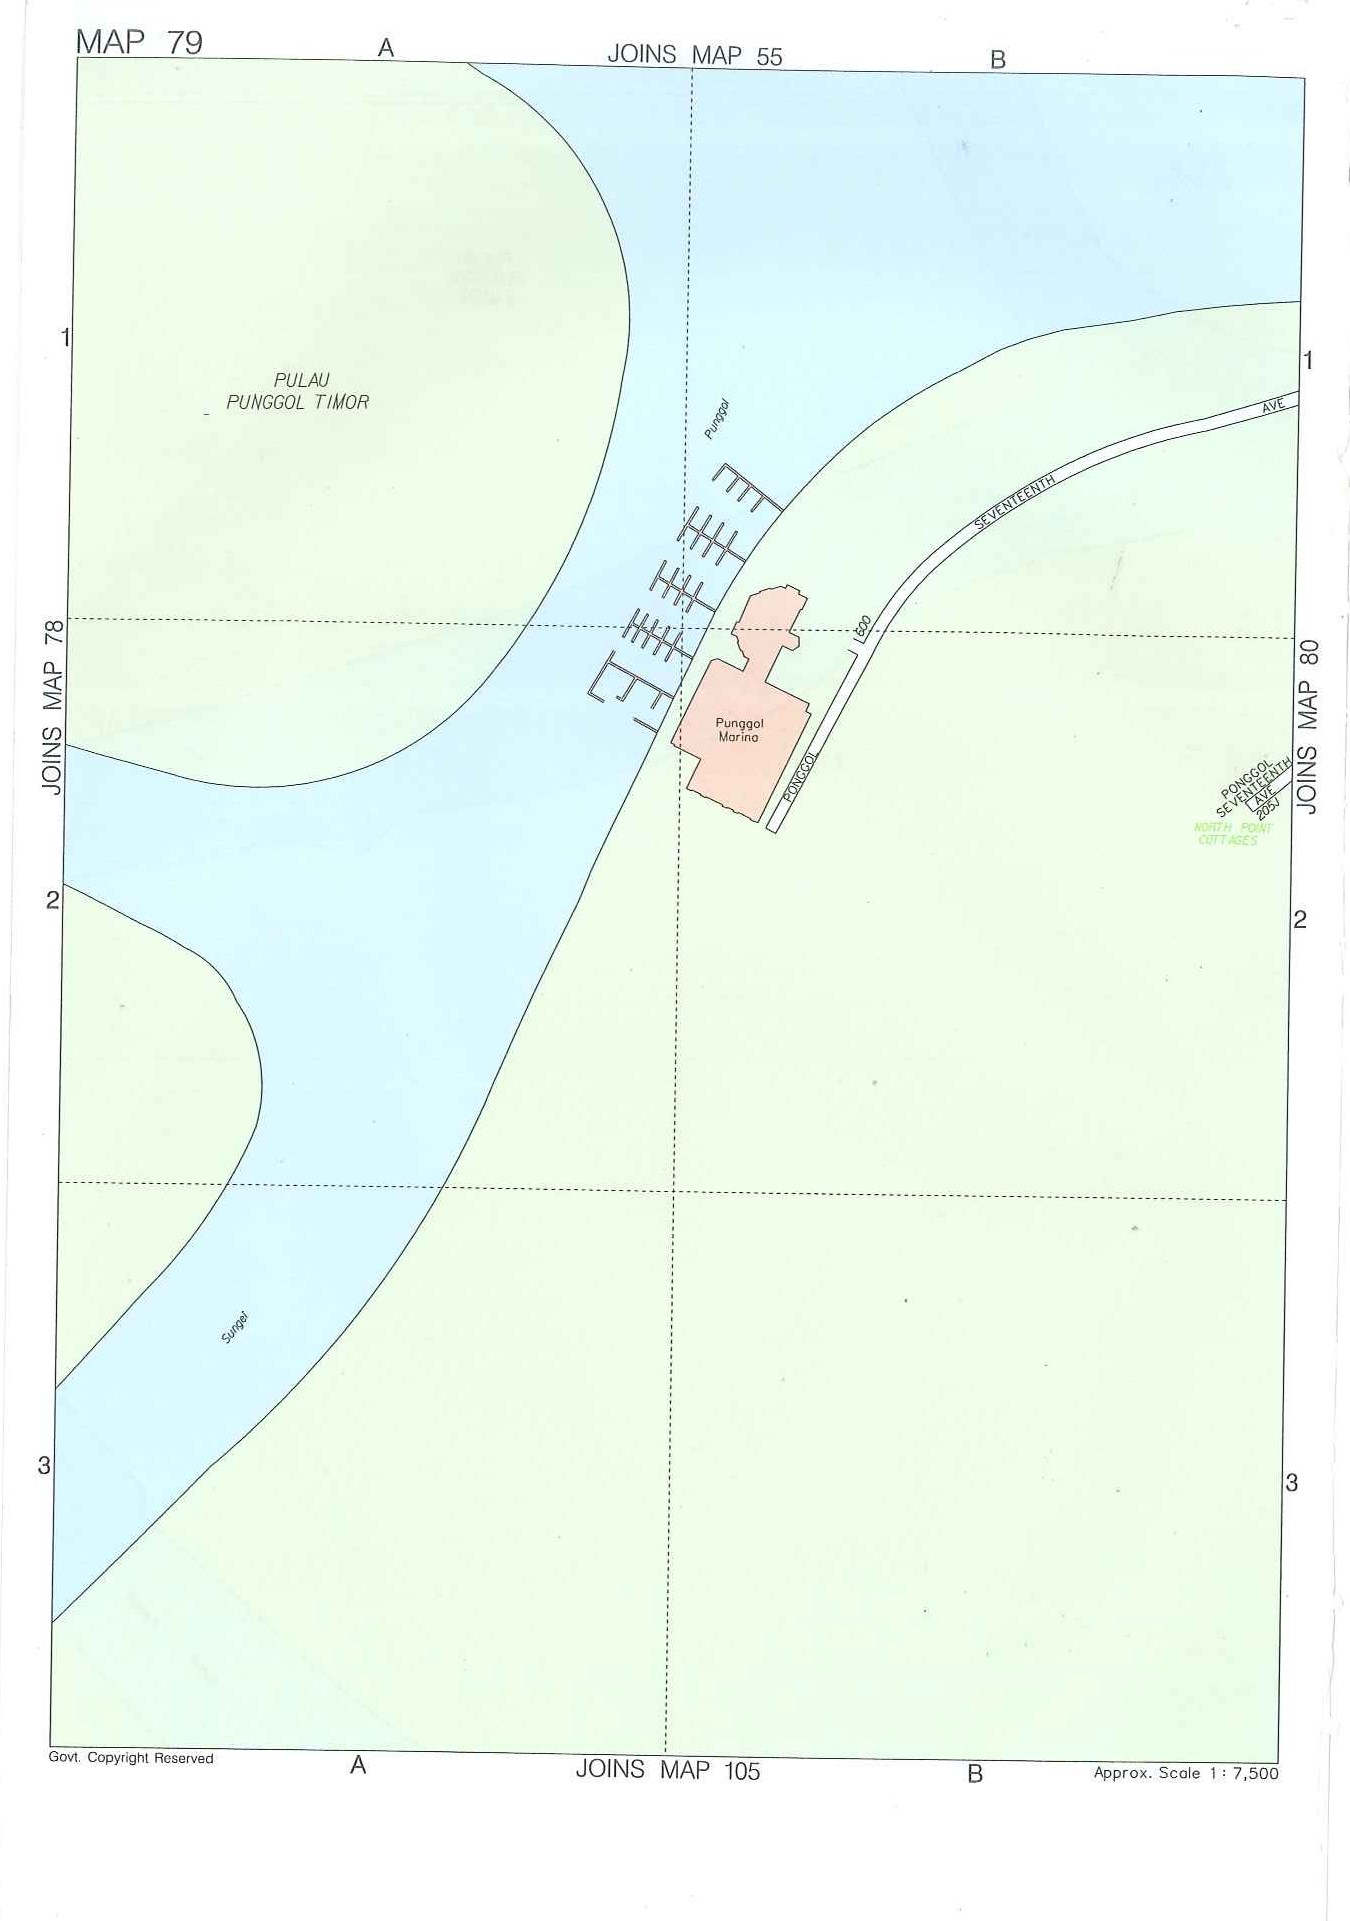 MAP 79
A
JOINS MAP 55
B
1
1
PULAU
PUNGGOL TIMOR
Punggol
AVE
SEVENTEENTH
600
JOINS MAP 78
JOINS MAP 80
Punggol
Marina
PONGGOL
PONGGOL
SEVENTEENTH
AVE
205J
NORTH POINT
COTTAGES
2
2
Sungei
3
3
Govt. Copyright Reserved
A
JOINS MAP 105
B
Approx. Scale 1 : 7,500